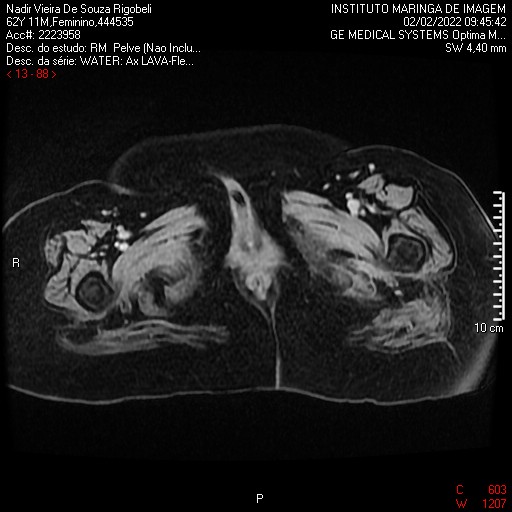 Nadir Vieira De Souza Rigobeli
62Y 11M,Feminino,444535
Acc#: 2223958
Desc. do estudo: RM  Pelve (Nao Inclu...
Desc. da série: WATER: Ax LAVA-Fle...
< 13 - 88 >
INSTITUTO MARINGA DE IMAGEM
02/02/2022 09:45:42
GE MEDICAL SYSTEMS Optima M...
SW 4,40 mm
R
10 cm
P
C 603
W 1207